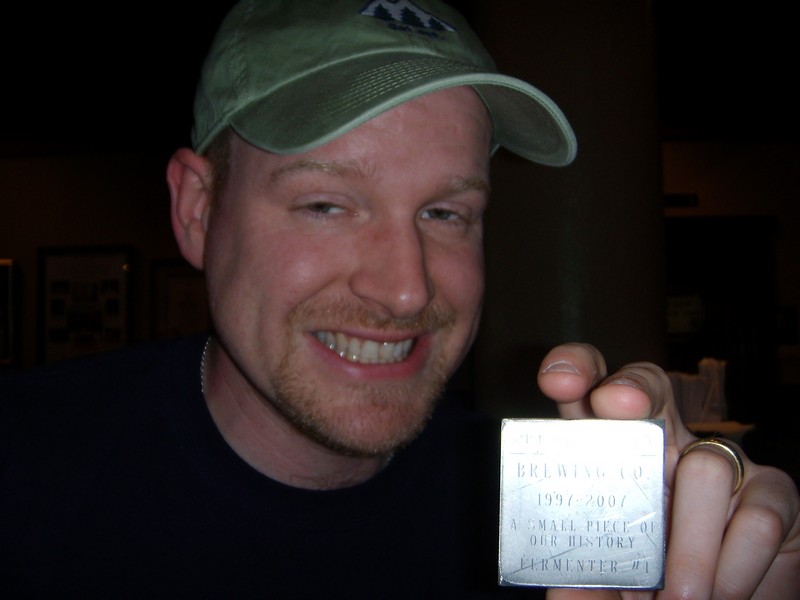 BREWING CO.
1997-2007
A SMALL PIECE OF
OUR HISTORY
FERMENTER #1